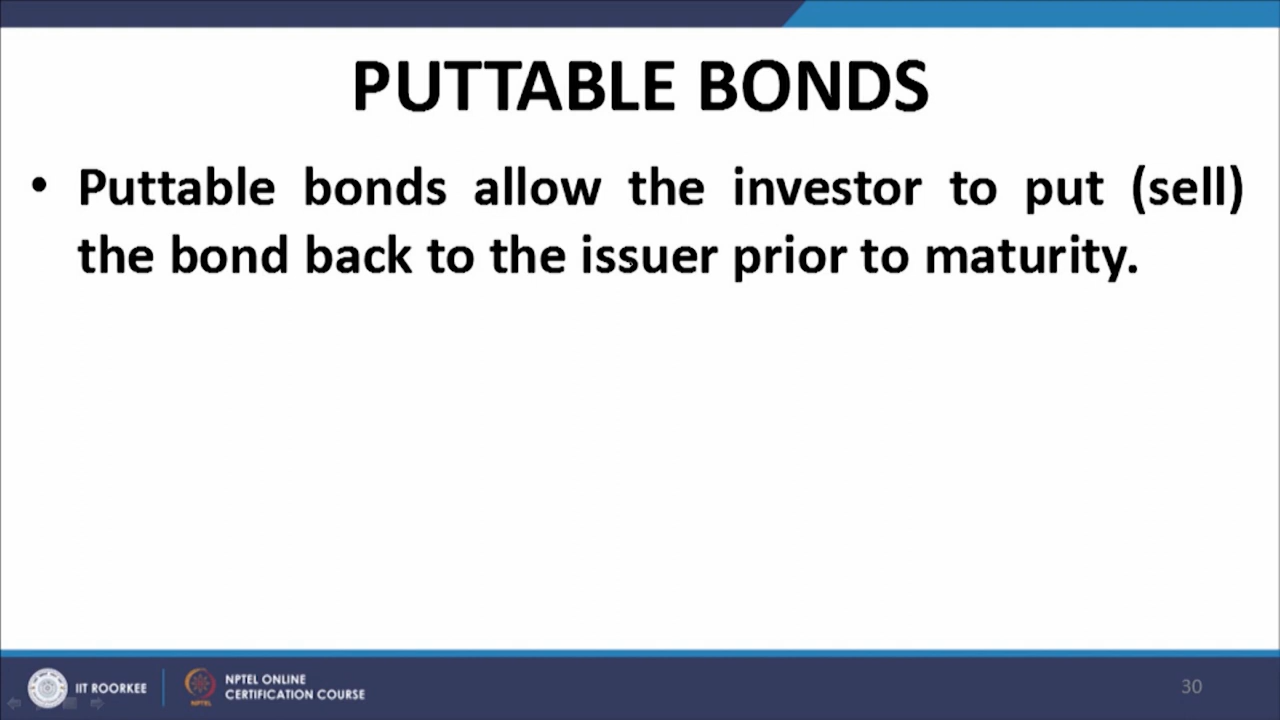 PUTTABLE BONDS
• Puttable bonds allow the investor to put (sell)
the bond back to the issuer prior to maturity.
IIT ROORKEE
NPTEL
NPTEL ONLINE
CERTIFICATION COURSE
30